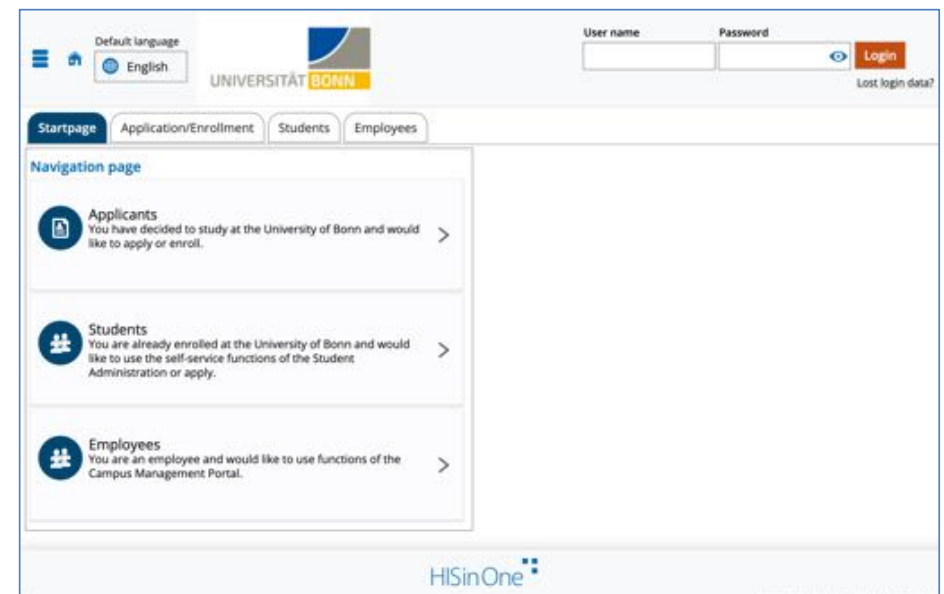 Default language
English
UNIVERSITÄT BONN
User name
Password
Login
Lost login data?
Startpage
Application/Enrollment
Students
Employees
Navigation page
Applicants
You have decided to study at the University of Bonn and would
like to apply or enroll.
Students
You are already enrolled at the University of Bonn and would
like to use the self-service functions of the Student
Administration or apply.
Employees
You are an employee and would like to use functions of the
Campus Management Portal.
HISinOne